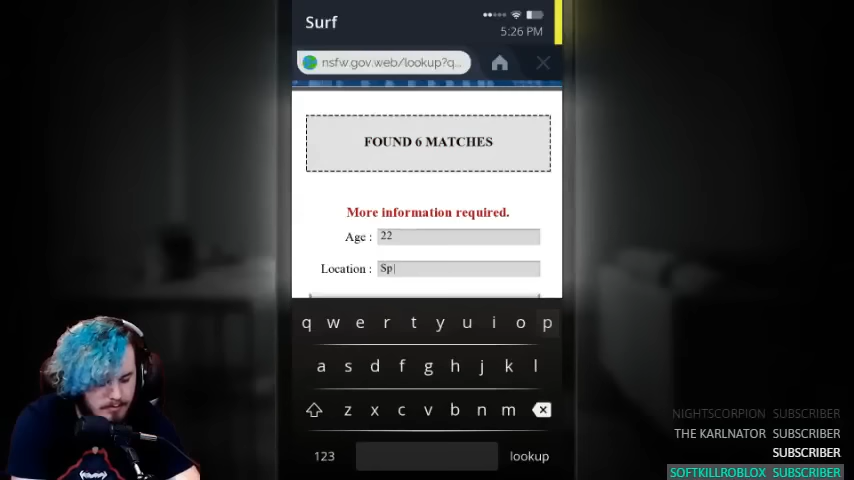 Surf
5:26 PM
nsfw.gov.web/lookup?q...
FOUND 6 MATCHES
More information required.
Age : 22
Location : Sp
q w e r t y u i o p
a s d f g h j k l
z x c v b n m
123 lookup
NIGHTSCORPION SUBSCRIBER
THE KARLNATOR SUBSCRIBER
SUBSCRIBER
SOFTKILLROBLOX SUBSCRIBER